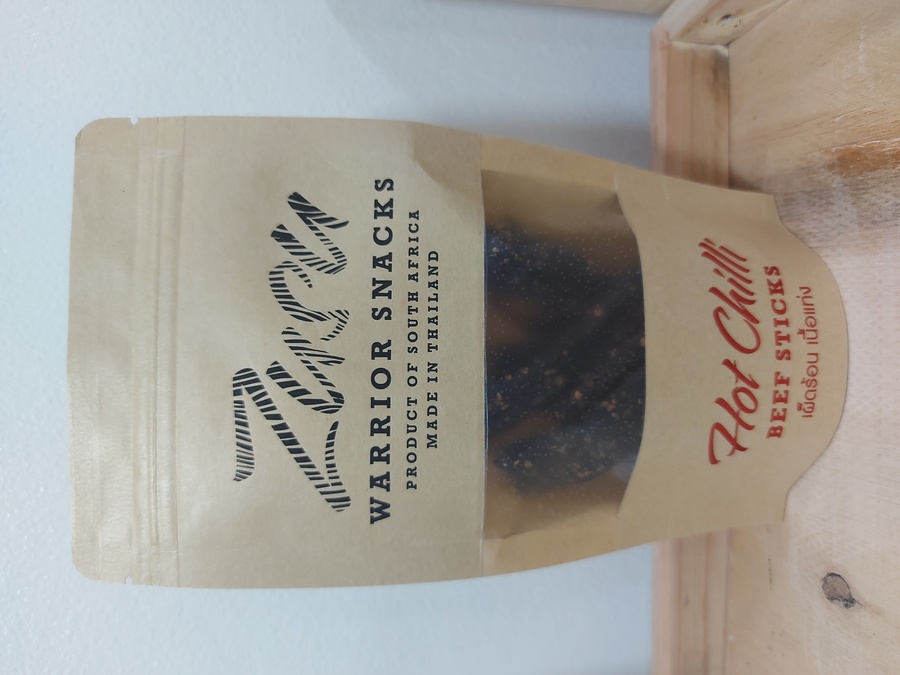 Zeru
WARRIOR SNACKS
PRODUCT OF SOUTH AFRICA
MADE IN THAILAND
Hot Chilli
BEEF STICKS
เผ็ดร้อน เนื้อแท่ง